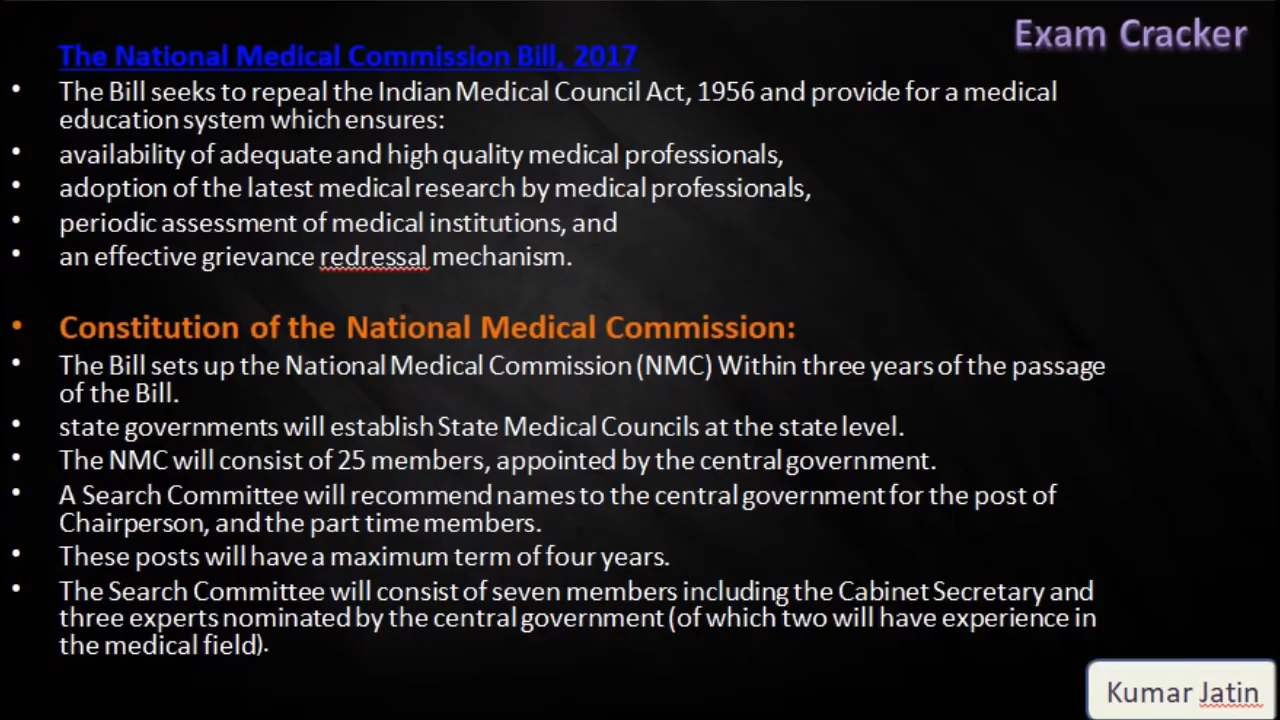 Exam Cracker
The National Medical Commission Bill, 2017
• The Bill seeks to repeal the Indian Medical Council Act, 1956 and provide for a medical
education system which ensures:
• availability of adequate and high quality medical professionals,
• adoption of the latest medical research by medical professionals,
• periodic assessment of medical institutions, and
• an effective grievance redressal mechanism.
• Constitution of the National Medical Commission:
• The Bill sets up the National Medical Commission (NMC) Within three years of the passage
of the Bill.
• state governments will establish State Medical Councils at the state level.
• The NMC will consist of 25 members, appointed by the central government.
• A Search Committee will recommend names to the central government for the post of
Chairperson, and the part time members.
• These posts will have a maximum term of four years.
• The Search Committee will consist of seven members including the Cabinet Secretary and
three experts nominated by the central government (of which two will have experience in
the medical field).
Kumar Jatin